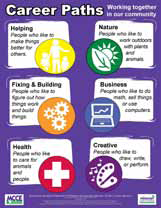 Career Paths
Working together
in our community
Helping
People who like to
make things
better for
others.
Nature
People who like to
work outdoors
with plants
and
animals.
Fixing & Building
People who like to
figure out how
things work
and build
things.
Business
People who like to
do math,
sell things
or use
computers.
Health
People who like
to care for
animals
and
people.
Creative
People who
like to
draw, write,
or perform.
MCCE